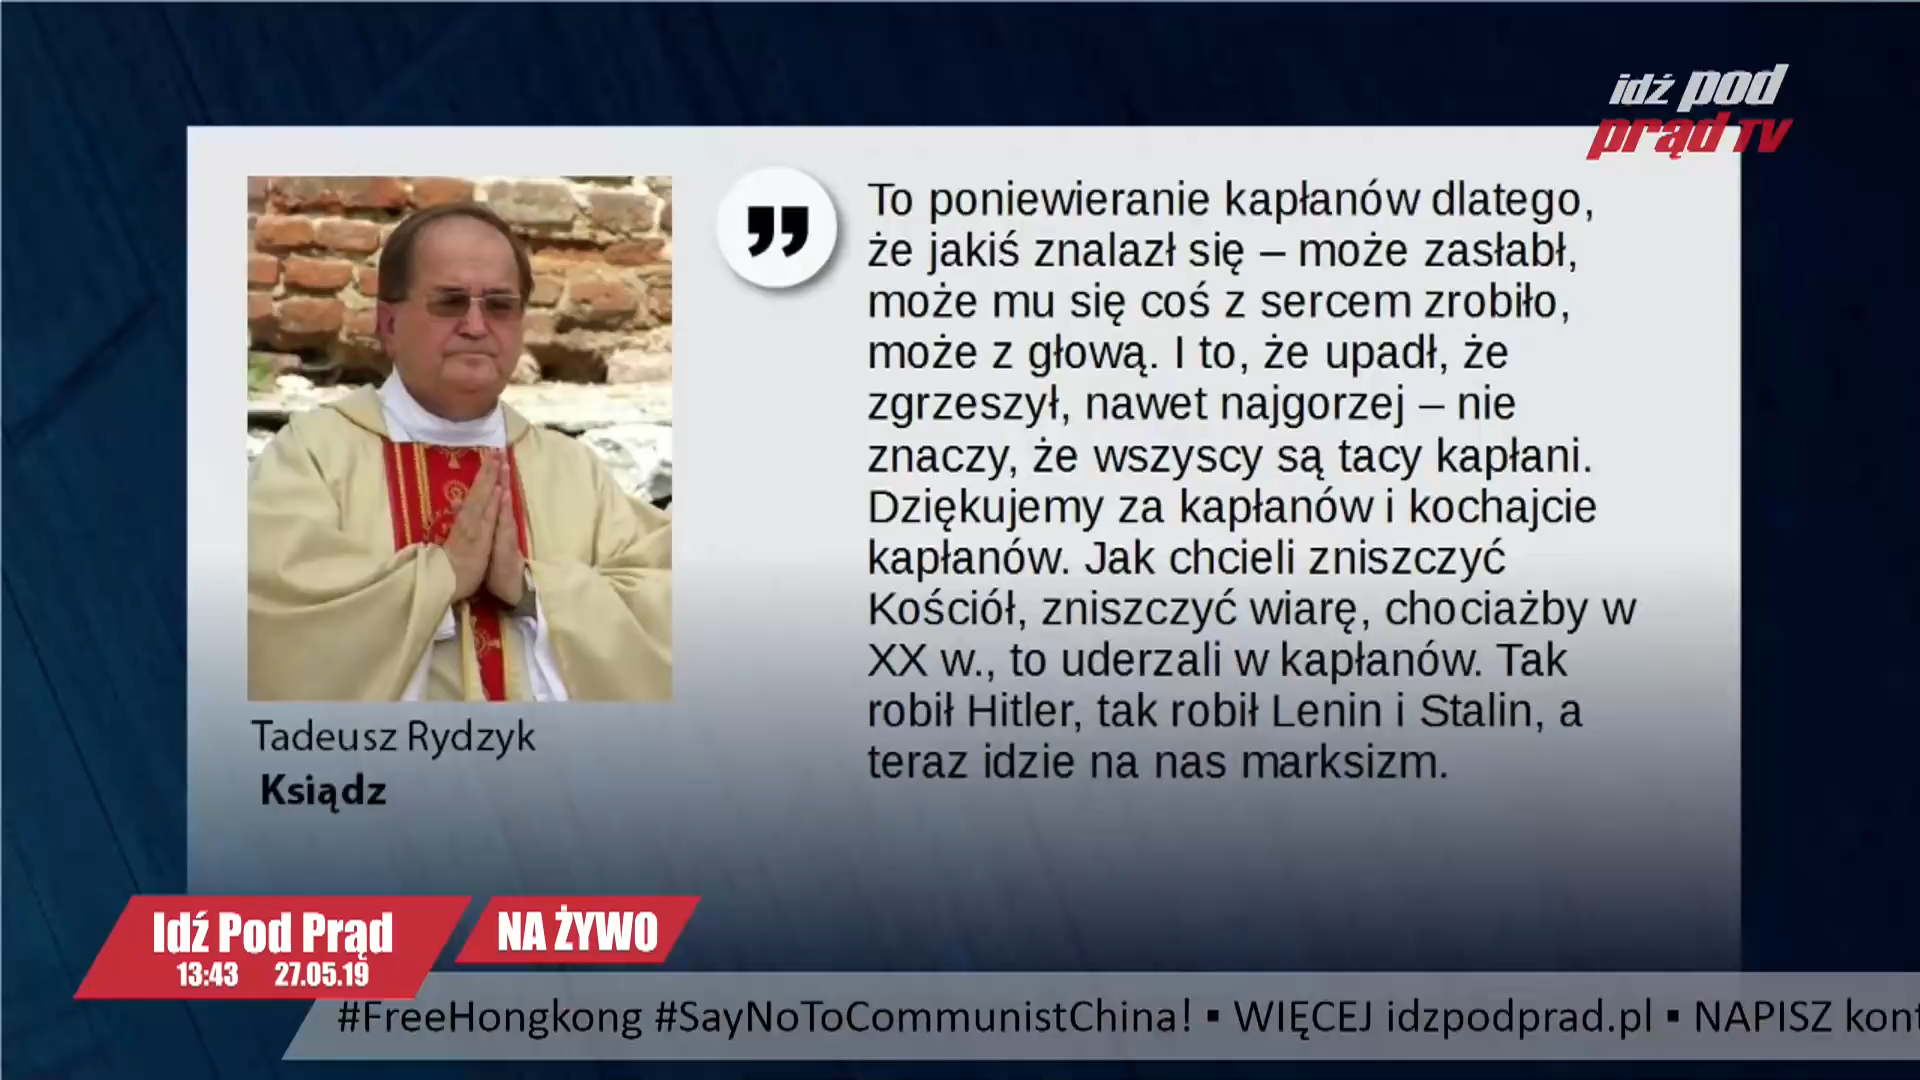 idź pod
prąd TV
To poniewieranie kapłanów dlatego,
że jakiś znalazł się – może zasłabł,
może mu się coś z sercem zrobiło,
może z głową. I to, że upadł, że
zgrzeszył, nawet najgorzej – nie
znaczy, że wszyscy są tacy kapłani.
Dziękujemy za kapłanów i kochajcie
kapłanów. Jak chcieli zniszczyć
Kościół, zniszczyć wiarę, chociażby w
XX w., to uderzali w kapłanów. Tak
robił Hitler, tak robił Lenin i Stalin, a
teraz idzie na nas marksizm.
Tadeusz Rydzyk
Ksiądz
Idź Pod Prąd
13:43 27.05.19
NA ŻYWO
#FreeHongkong #SayNoToCommunistChina! ▪ WIĘCEJ idzpodprad.pl ▪ NAPISZ kont